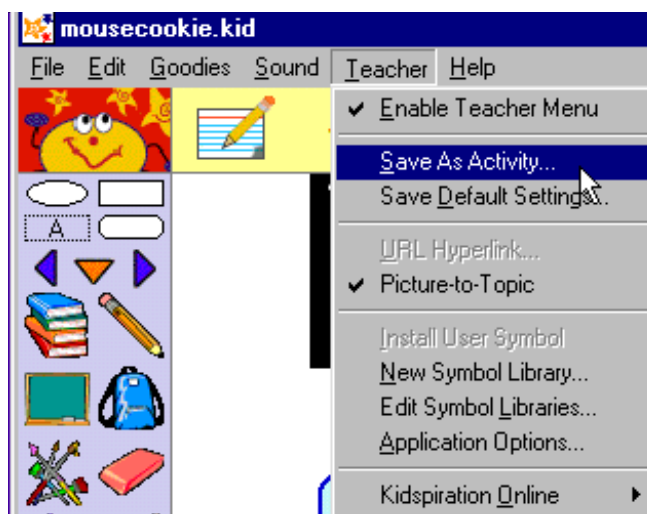 mousecookie.kid
File Edit Goodies Sound Teacher Help
Enable Teacher Menu
Save As Activity...
Save Default Settings...
URL Hyperlink...
Picture-to-Topic
Install User Symbol
New Symbol Library...
Edit Symbol Libraries...
Application Options...
Kidspiration Online
A